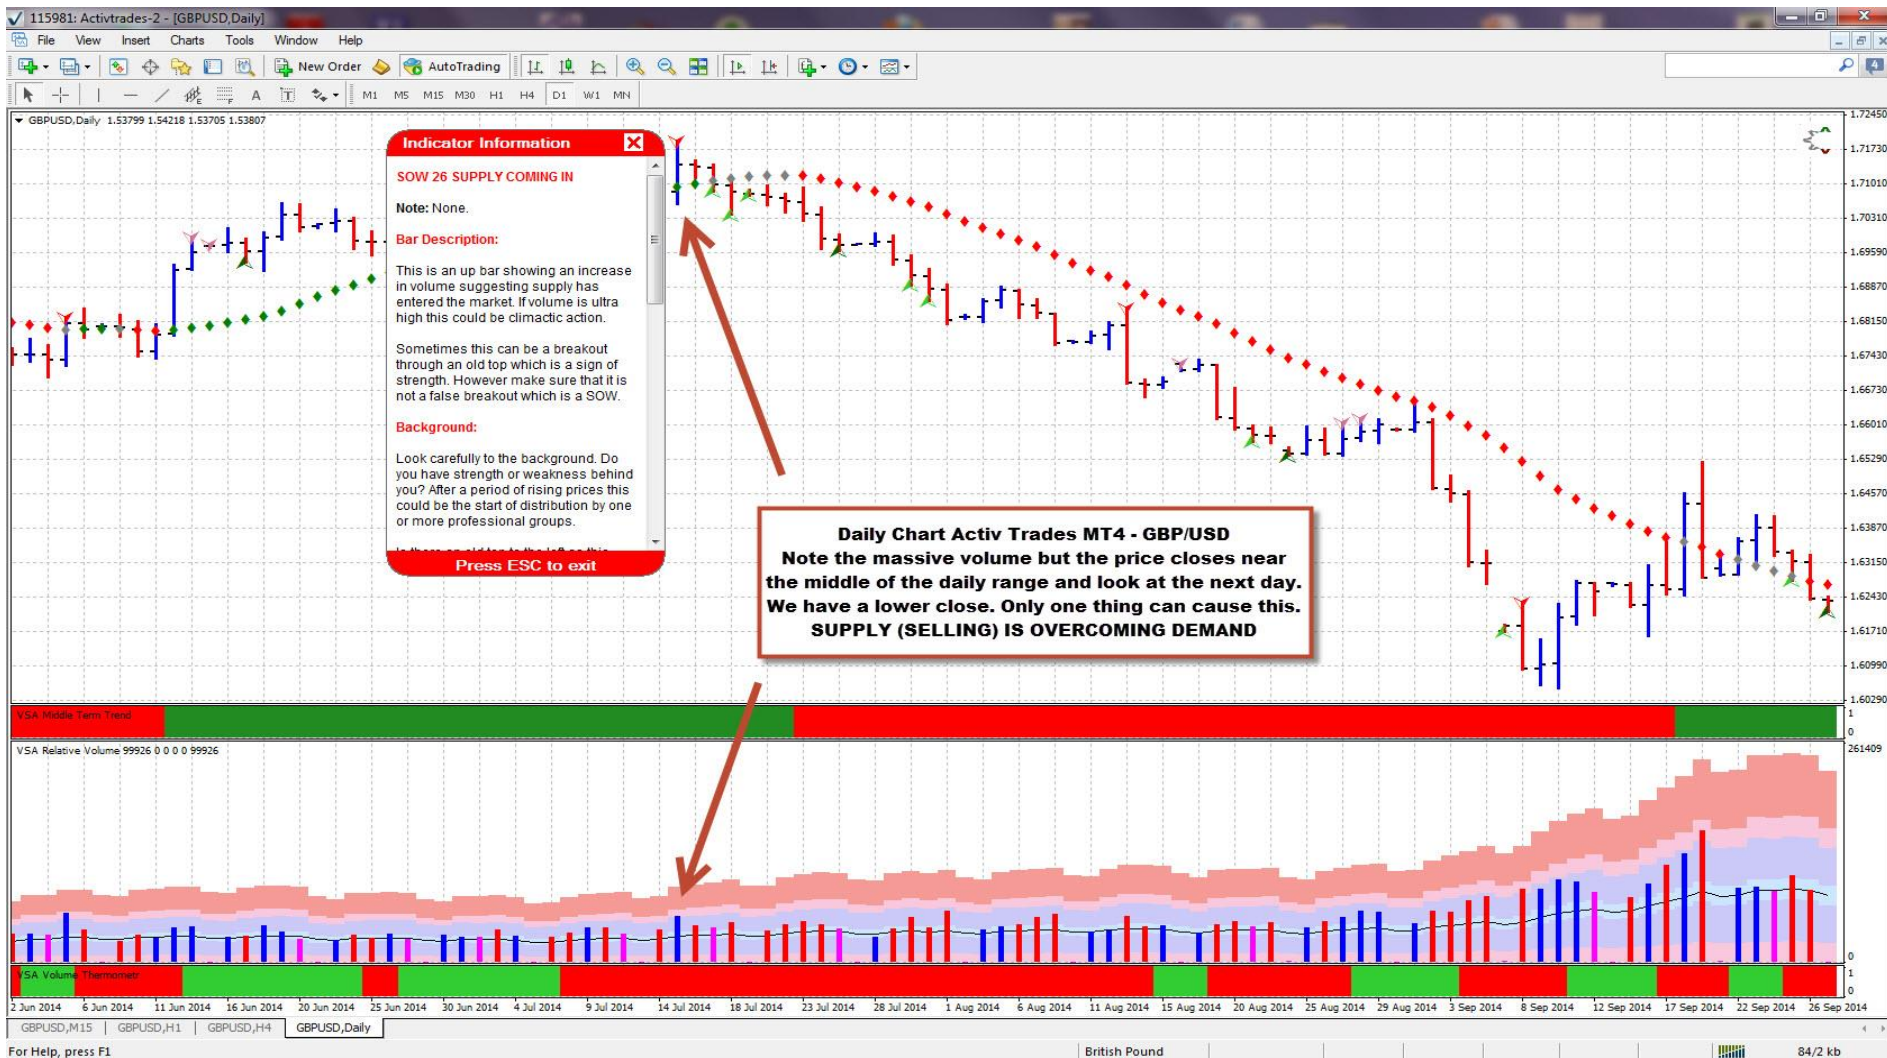 115981: Activtrades-2 - [GBPUSD,Daily]
File View Insert Charts Tools Window Help
New Order AutoTrading
4
A T M1 M5 M15 M30 H1 H4 D1 W1 MN
GBPUSD,Daily 1.53799 1.54218 1.53705 1.53807
1.72450
1.71730
1.71010
1.70310
1.69590
1.68870
1.68150
1.67430
1.66730
1.66010
1.65290
1.64570
1.63870
1.63150
1.62430
1.61710
1.60990
1.60290
Indicator Information
SOW 26 SUPPLY COMING IN
Note: None.
Bar Description:
This is an up bar showing an increase
in volume suggesting supply has
entered the market. If volume is ultra
high this could be climactic action.
Sometimes this can be a breakout
through an old top which is a sign of
strength. However make sure that it is
not a false breakout which is a SOW.
Background:
Look carefully to the background. Do
you have strength or weakness behind
you? After a period of rising prices this
could be the start of distribution by one
or more professional groups.
Press ESC to exit
Daily Chart Activ Trades MT4 - GBP/USD
Note the massive volume but the price closes near
the middle of the daily range and look at the next day.
We have a lower close. Only one thing can cause this.
SUPPLY (SELLING) IS OVERCOMING DEMAND
VSA Middle Term Trend
1
0
VSA Relative Volume 99926 0 0 0 0 99926
261409
0
VSA Volume Thermometr
1
0
2 Jun 2014 6 Jun 2014 11 Jun 2014 16 Jun 2014 20 Jun 2014 25 Jun 2014 30 Jun 2014 4 Jul 2014 9 Jul 2014 14 Jul 2014 18 Jul 2014 23 Jul 2014 28 Jul 2014 1 Aug 2014 6 Aug 2014 11 Aug 2014 15 Aug 2014 20 Aug 2014 25 Aug 2014 29 Aug 2014 3 Sep 2014 8 Sep 2014 12 Sep 2014 17 Sep 2014 22 Sep 2014 26 Sep 2014
GBPUSD,M15 GBPUSD,H1 GBPUSD,H4 GBPUSD,Daily
For Help, press F1 British Pound 84/2 kb